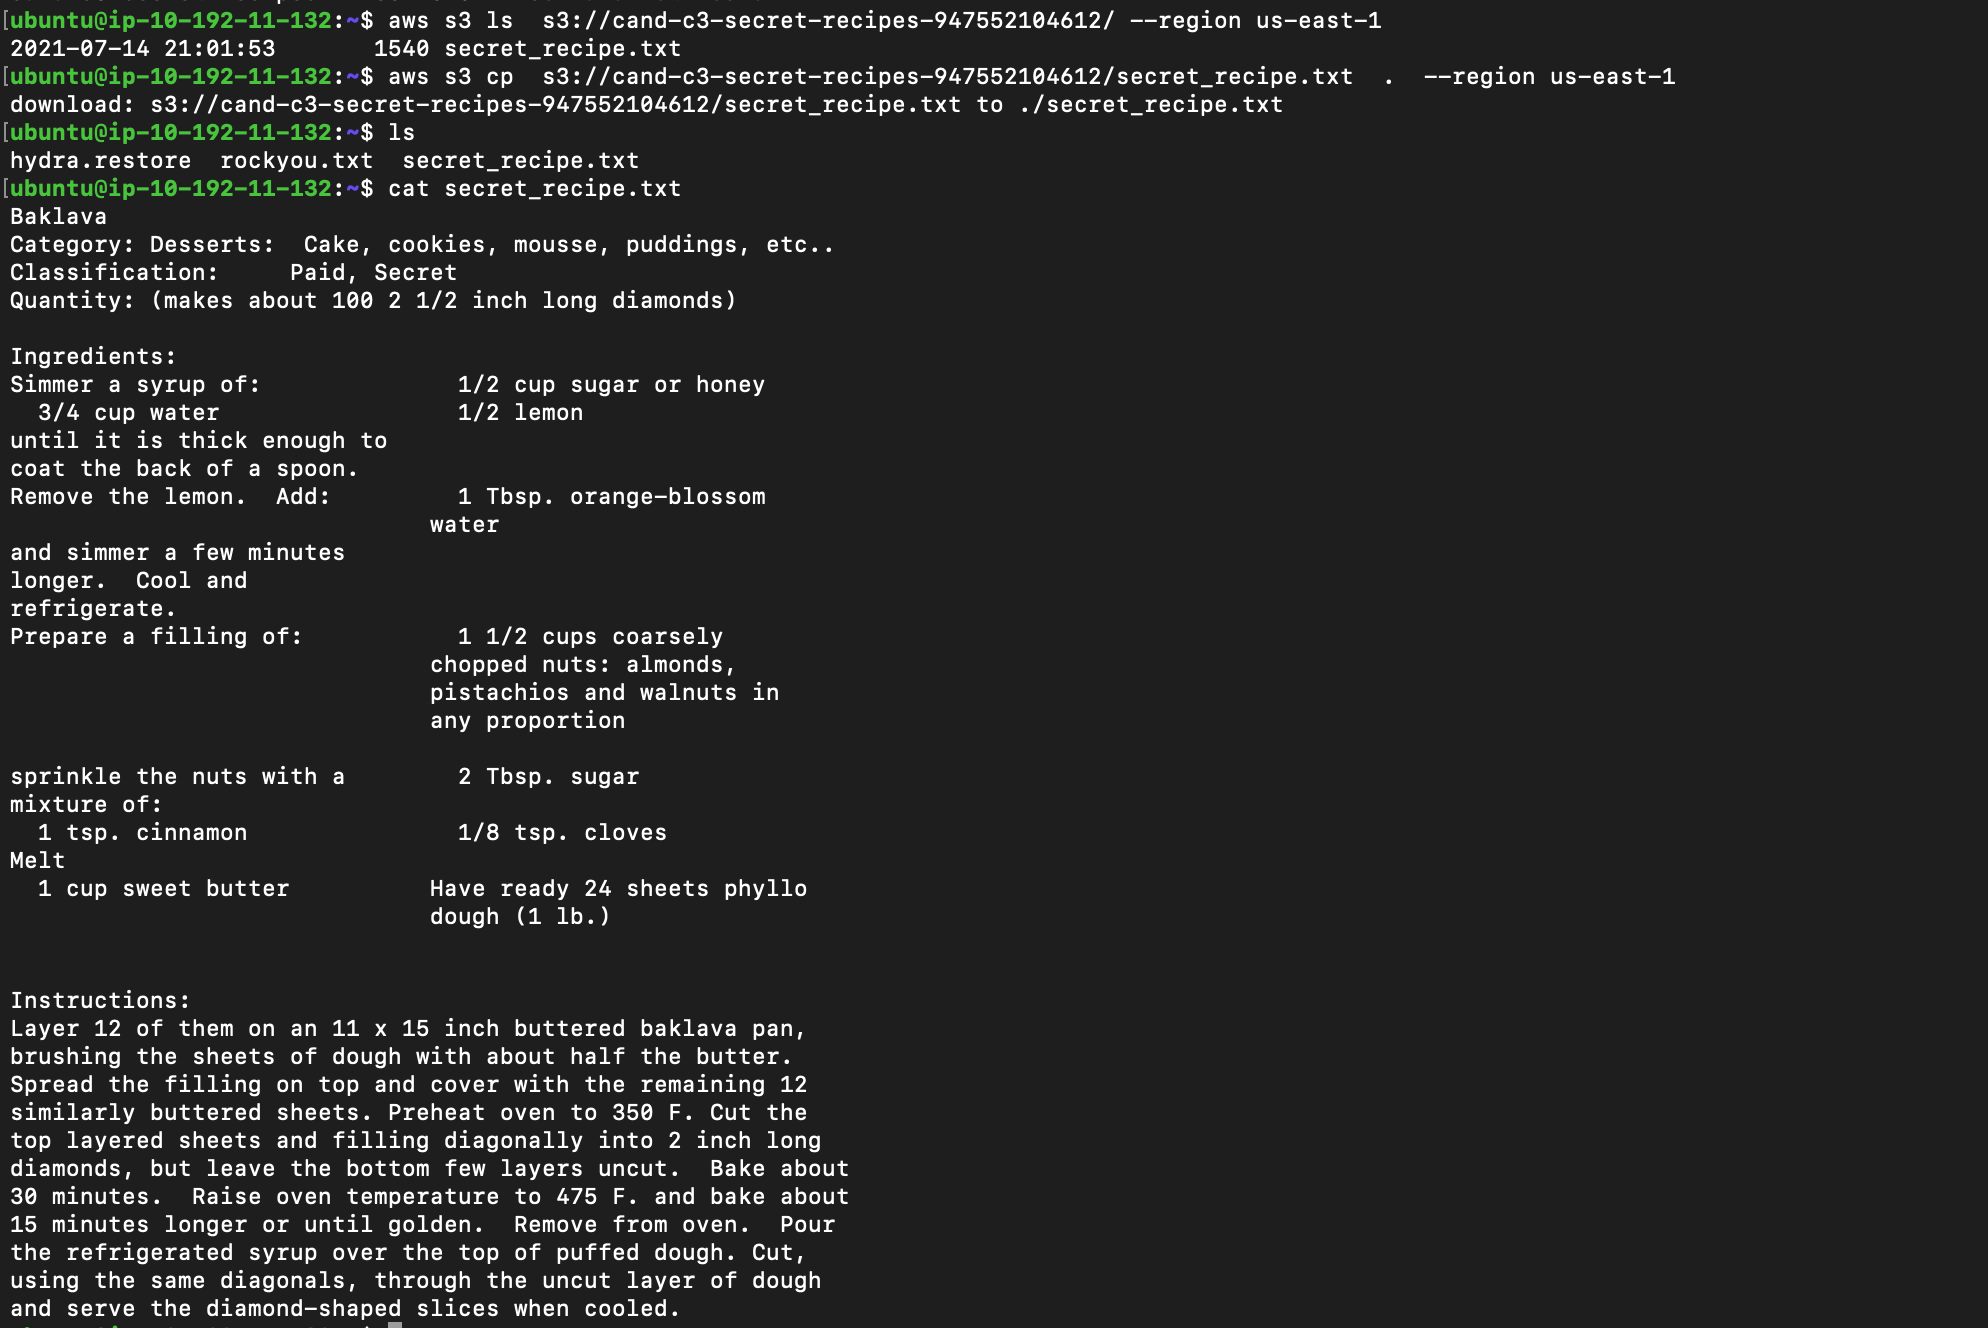 [ubuntu@ip-10-192-11-132:~$ aws s3 ls  s3://cand-c3-secret-recipes-947552104612/ --region us-east-1
2021-07-14 21:01:53       1540 secret_recipe.txt
[ubuntu@ip-10-192-11-132:~$ aws s3 cp  s3://cand-c3-secret-recipes-947552104612/secret_recipe.txt  .  --region us-east-1
download: s3://cand-c3-secret-recipes-947552104612/secret_recipe.txt to ./secret_recipe.txt
[ubuntu@ip-10-192-11-132:~$ ls
hydra.restore  rockyou.txt  secret_recipe.txt
[ubuntu@ip-10-192-11-132:~$ cat secret_recipe.txt
Baklava
Category: Desserts:  Cake, cookies, mousse, puddings, etc..
Classification:     Paid, Secret
Quantity: (makes about 100 2 1/2 inch long diamonds)
Ingredients:
Simmer a syrup of:              1/2 cup sugar or honey
  3/4 cup water                 1/2 lemon
until it is thick enough to
coat the back of a spoon.
Remove the lemon.  Add:         1 Tbsp. orange-blossom
                              water
and simmer a few minutes
longer.  Cool and
refrigerate.
Prepare a filling of:           1 1/2 cups coarsely
                              chopped nuts: almonds,
                              pistachios and walnuts in
                              any proportion
sprinkle the nuts with a        2 Tbsp. sugar
mixture of:
  1 tsp. cinnamon               1/8 tsp. cloves
Melt
  1 cup sweet butter          Have ready 24 sheets phyllo
                              dough (1 lb.)
Instructions:
Layer 12 of them on an 11 x 15 inch buttered baklava pan,
brushing the sheets of dough with about half the butter.
Spread the filling on top and cover with the remaining 12
similarly buttered sheets. Preheat oven to 350 F. Cut the
top layered sheets and filling diagonally into 2 inch long
diamonds, but leave the bottom few layers uncut.  Bake about
30 minutes.  Raise oven temperature to 475 F. and bake about
15 minutes longer or until golden.  Remove from oven.  Pour
the refrigerated syrup over the top of puffed dough. Cut,
using the same diagonals, through the uncut layer of dough
and serve the diamond-shaped slices when cooled.